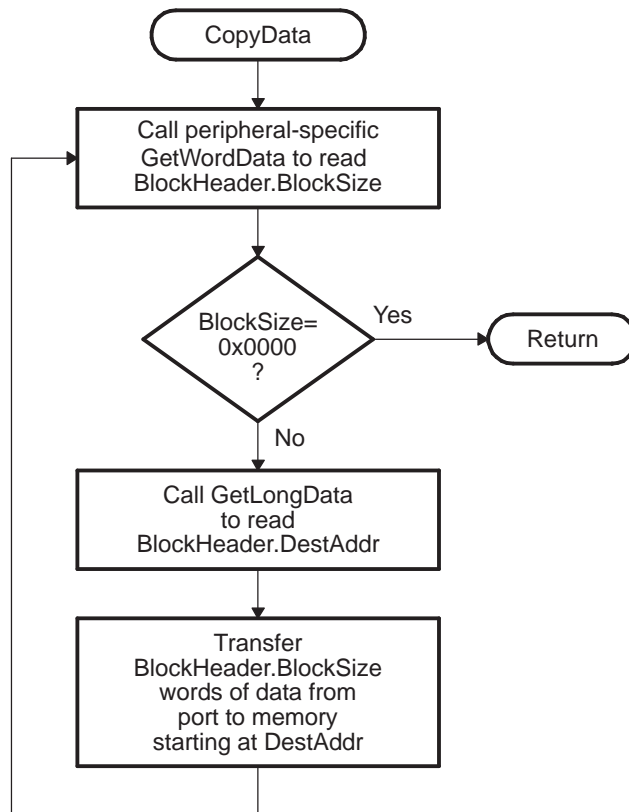 CopyData
Call peripheral-specific
GetWordData to read
BlockHeader.BlockSize
BlockSize=
0x0000
?
Yes
Return
No
Call GetLongData
to read
BlockHeader.DestAddr
Transfer
BlockHeader.BlockSize
words of data from
port to memory
starting at DestAddr